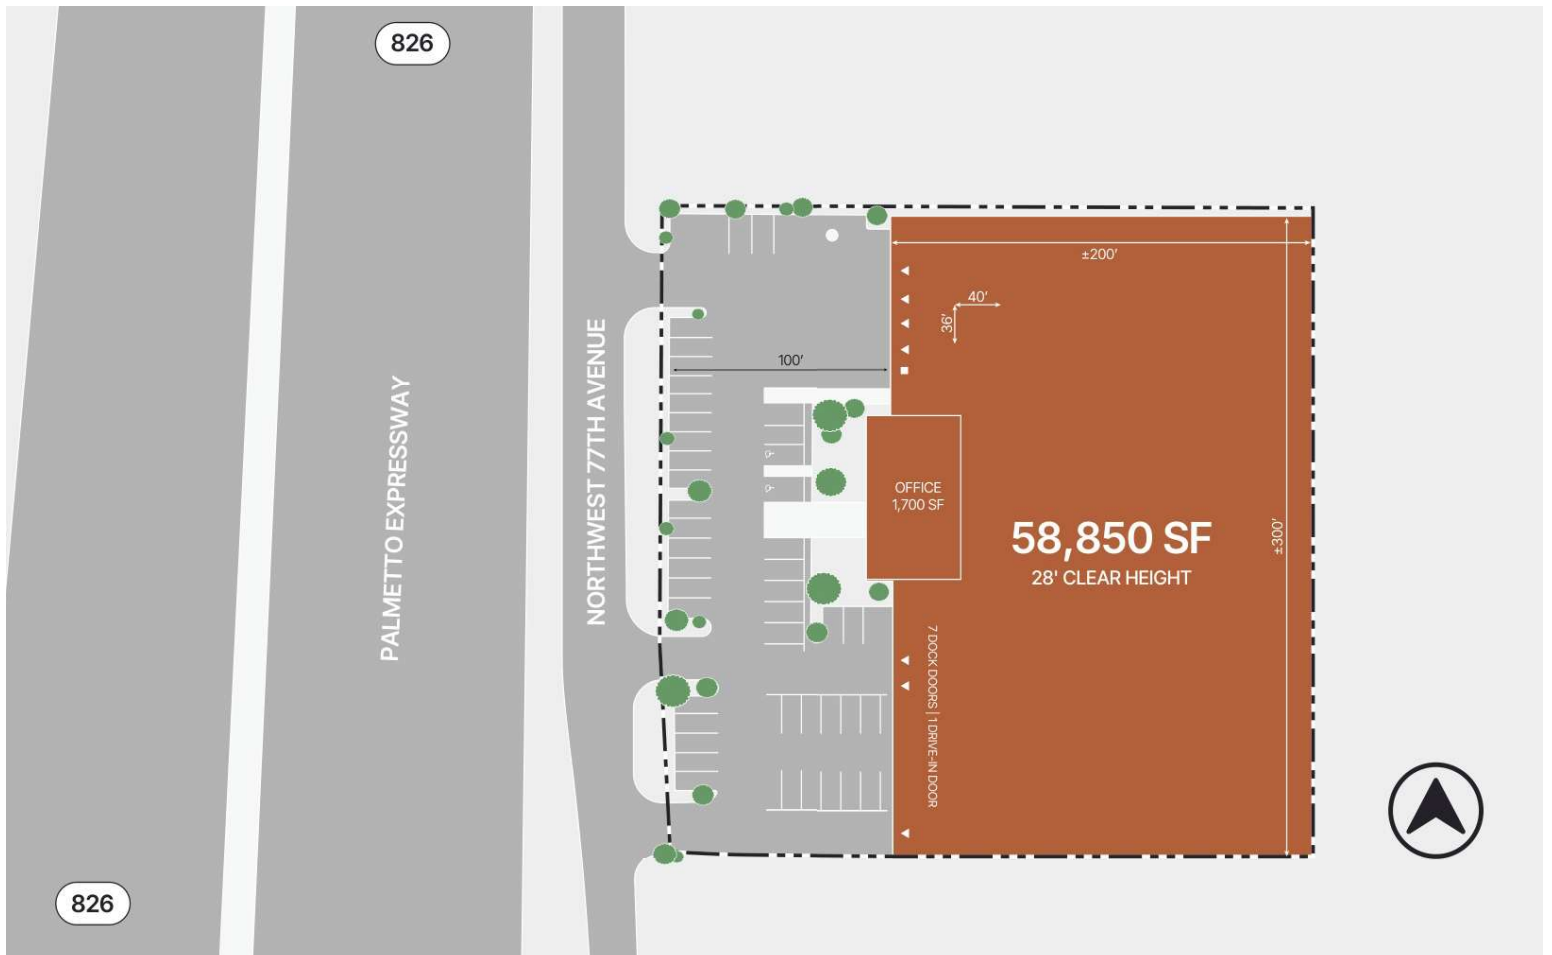 826
±200'
40'
36'
100'
NORTHWEST 77TH AVENUE
PALMETTO EXPRESSWAY
OFFICE
1,700 SF
58,850 SF
28' CLEAR HEIGHT
±300'
7 DOCK DOORS | 1 DRIVE-IN DOOR
826